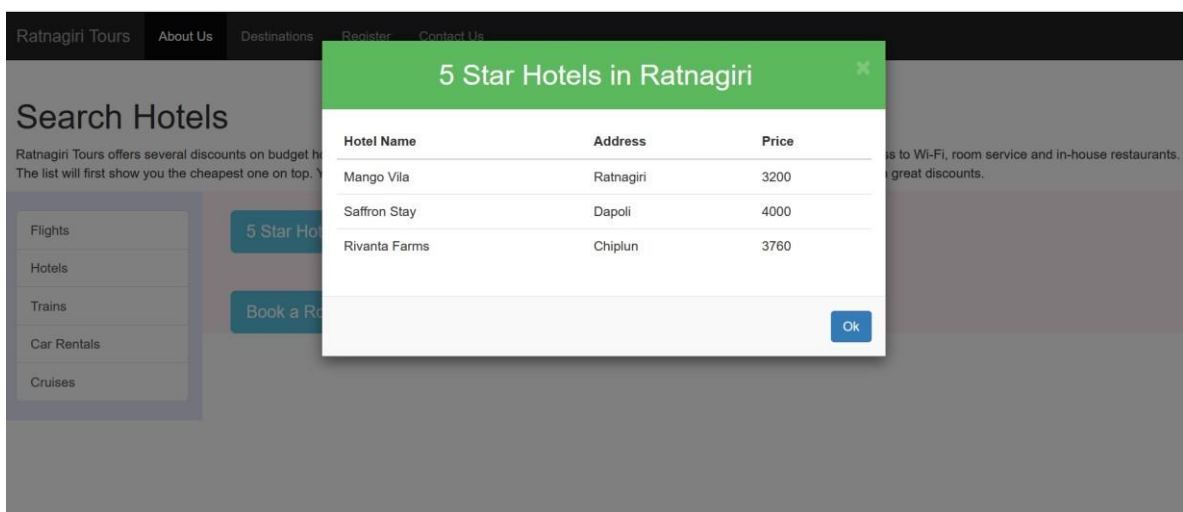 Ratnagiri Tours About Us Destinations Register Contact Us
5 Star Hotels in Ratnagiri ×
Search Hotels
Hotel Name Address Price
Ratnagiri Tours offers several discounts on budget to Wi-Fi, room service and in-house restaurants.
The list will first show you the cheapest one on top. great discounts.
Mango Vila Ratnagiri 3200
Saffron Stay Dapoli 4000
Rivanta Farms Chiplun 3760
Flights
Hotels
Trains
Car Rentals
Cruises
5 Star
Book a
Ok